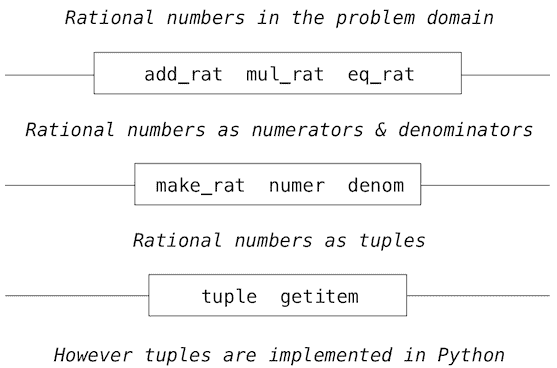 Rational numbers in the problem domain
add_rat mul_rat eq_rat
Rational numbers as numerators & denominators
make_rat numer denom
Rational numbers as tuples
tuple getitem
However tuples are implemented in Python